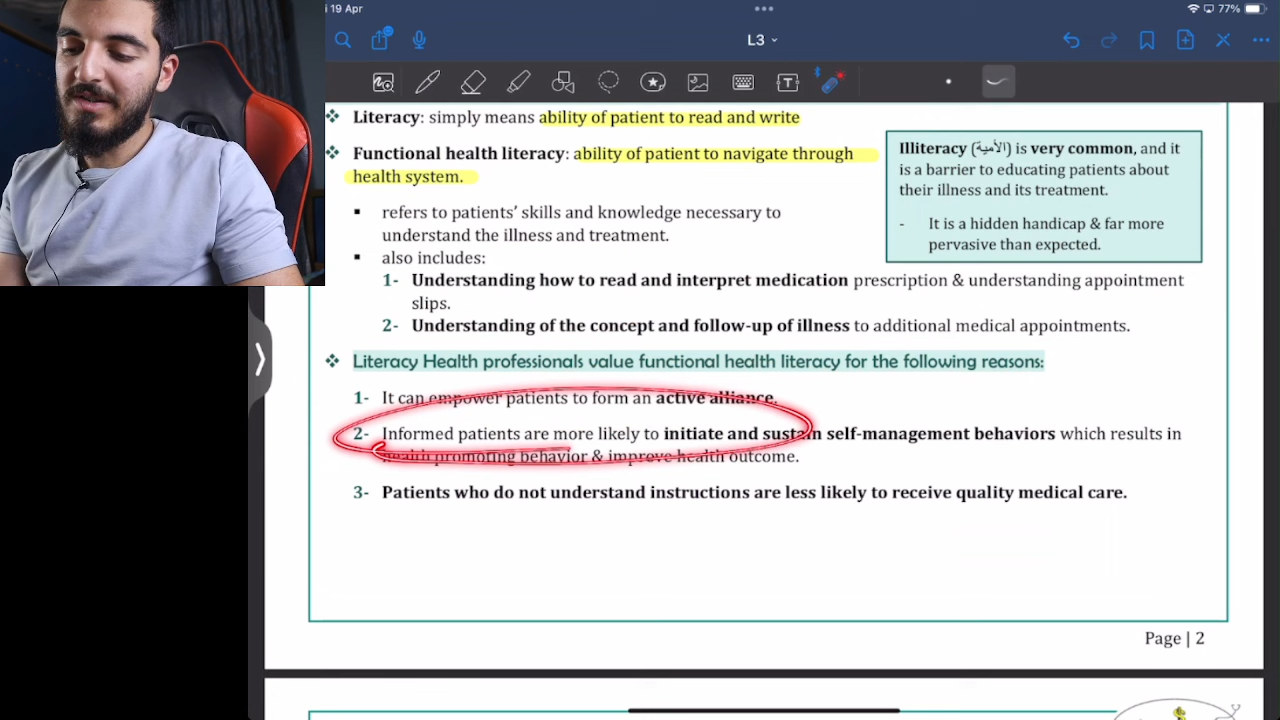 i 19 Apr
77%
L3
Literacy: simply means ability of patient to read and write
Functional health literacy: ability of patient to navigate through
health system.
▪ refers to patients' skills and knowledge necessary to
understand the illness and treatment.
▪ also includes:
1- Understanding how to read and interpret medication prescription & understanding appointment
slips.
2- Understanding of the concept and follow-up of illness to additional medical appointments.
Illiteracy (الأمية) is very common, and it
is a barrier to educating patients about
their illness and its treatment.
- It is a hidden handicap & far more
pervasive than expected.
Literacy Health professionals value functional health literacy for the following reasons:
1- It can empower patients to form an active alliance.
2- Informed patients are more likely to initiate and sustain self-management behaviors which results in
health promoting behavior & improve health outcome.
3- Patients who do not understand instructions are less likely to receive quality medical care.
Page | 2